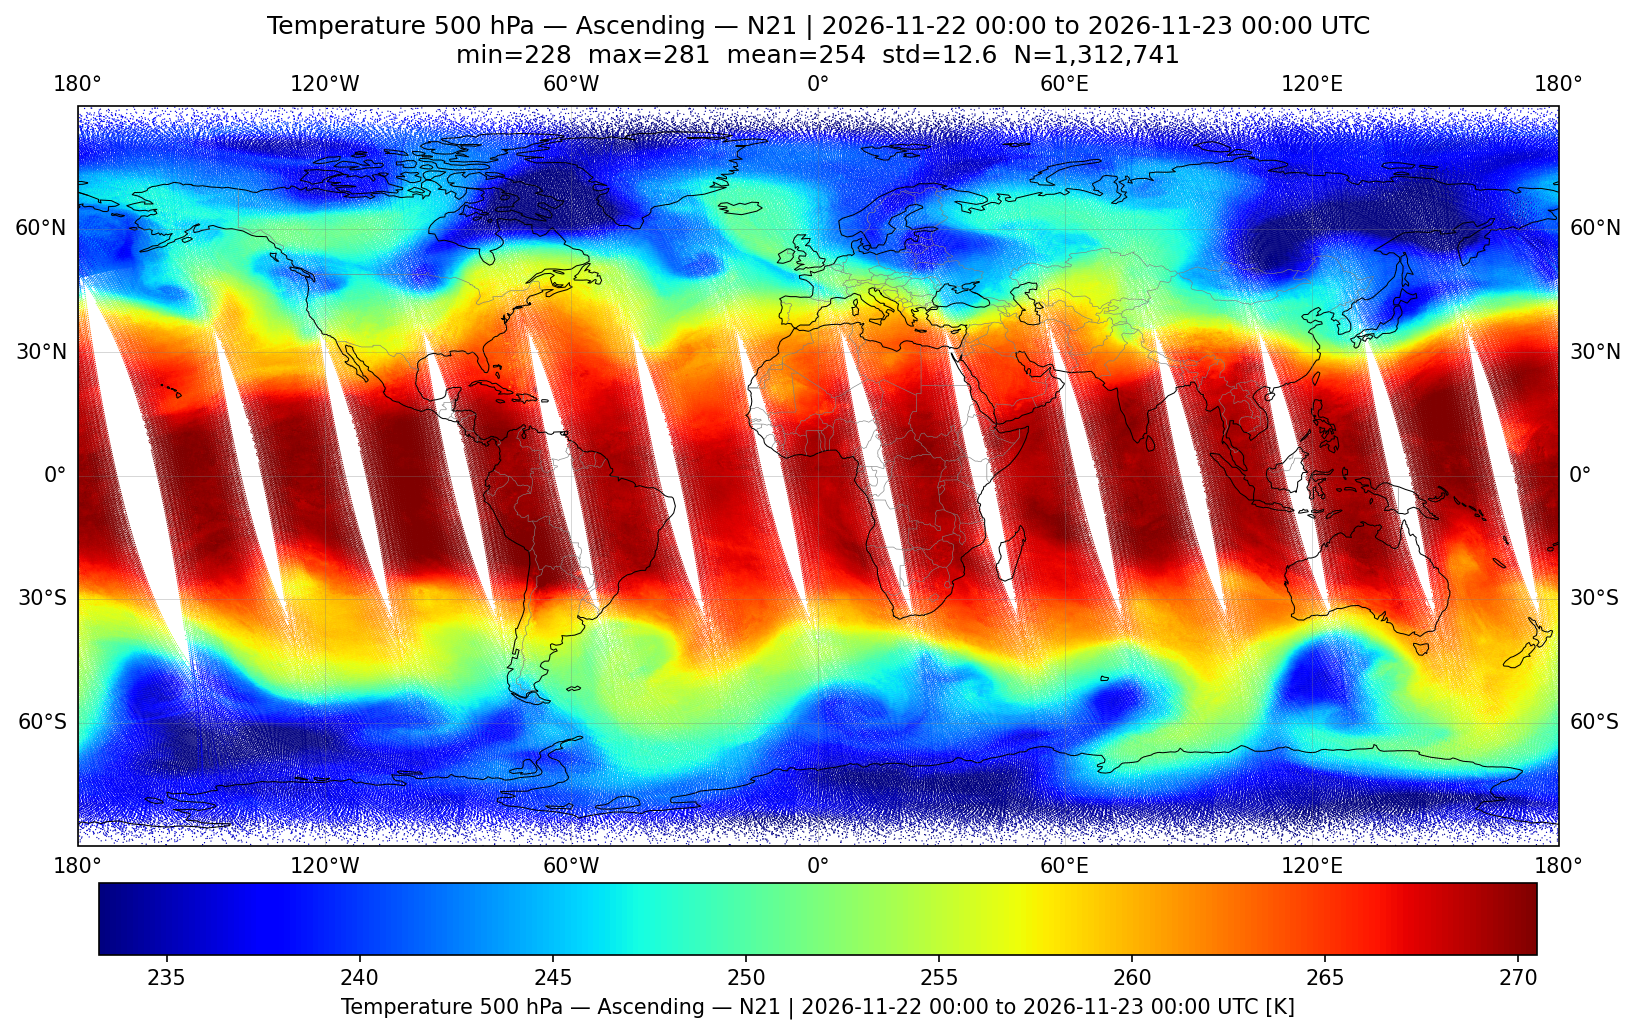 Temperature 500 hPa — Ascending — N21 | 2026-11-22 00:00 to 2026-11-23 00:00 UTC
min=228  max=281  mean=254  std=12.6  N=1,312,741
180° 120°W 60°W 0° 60°E 120°E 180°
60°N 60°N
30°N 30°N
0° 0°
30°S 30°S
60°S 60°S
180° 120°W 60°W 0° 60°E 120°E 180°
235 240 245 250 255 260 265 270
Temperature 500 hPa — Ascending — N21 | 2026-11-22 00:00 to 2026-11-23 00:00 UTC [K]